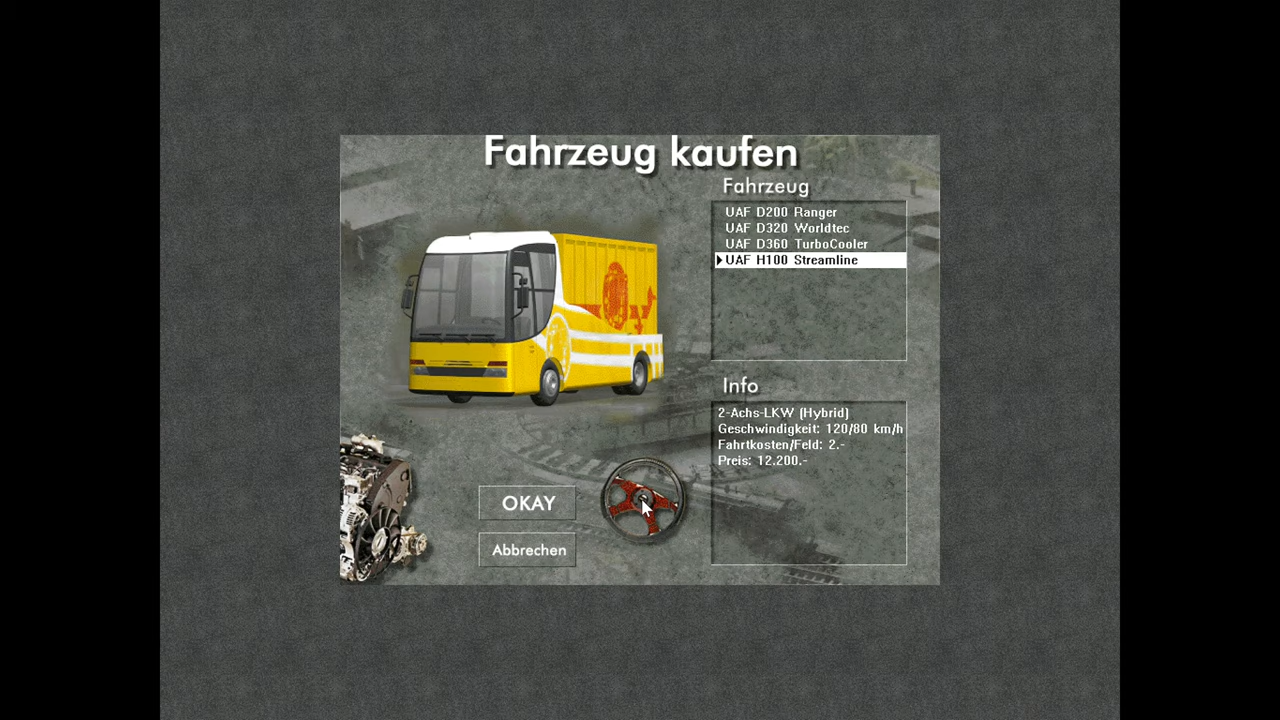 Fahrzeug kaufen
Fahrzeug
UAF D200 Ranger
UAF D320 Worldtec
UAF D360 TurboCooler
UAF H100 Streamline
Info
2-Achs-LKW (Hybrid)
Geschwindigkeit: 120/80 km/h
Fahrtkosten/Feld: 2.-
Preis: 12.200.-
OKAY
Abbrechen